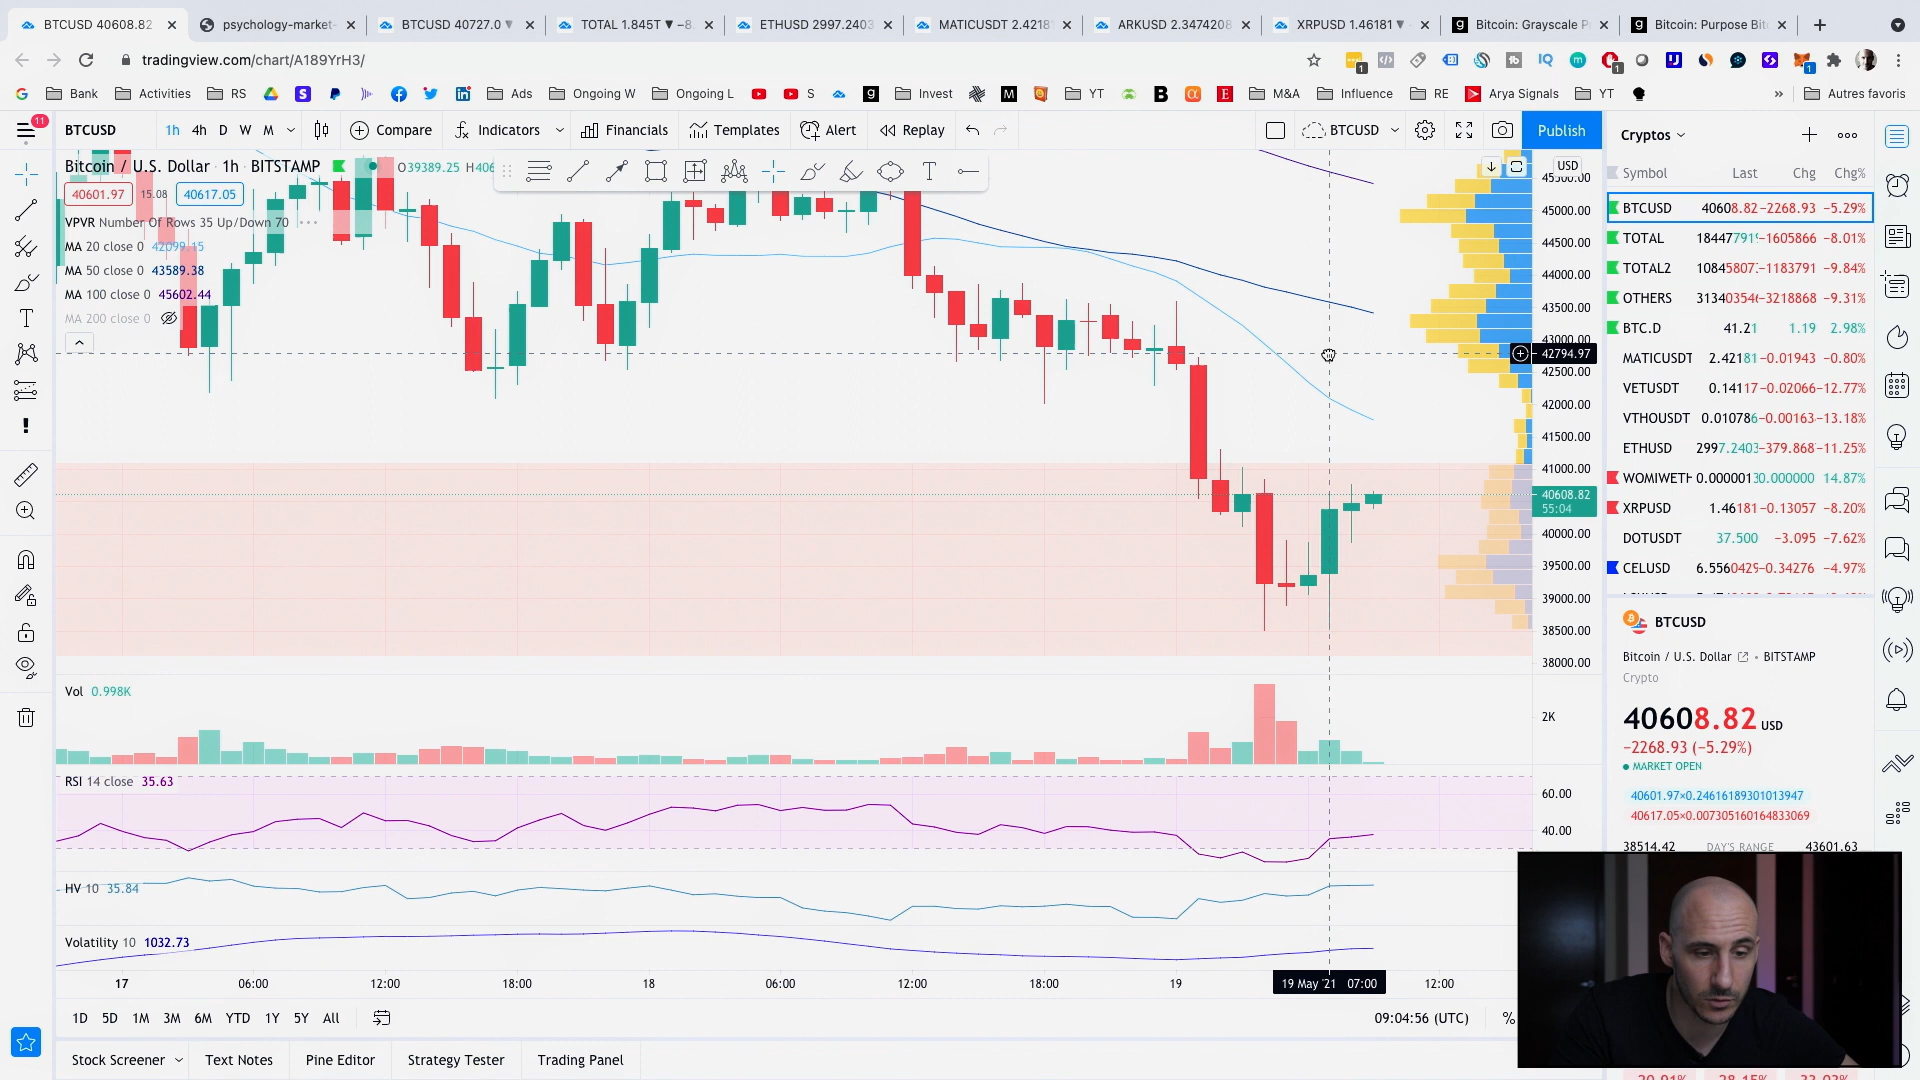 BTCUSD 40608.82
psychology-market-
BTCUSD 40727.0 ▼
TOTAL 1.845T ▼ −8.
ETHUSD 2997.2403
MATICUSDT 2.4218
ARKUSD 2.3474208
XRPUSD 1.46181 ▼
Bitcoin: Grayscale P
Bitcoin: Purpose Bit
tradingview.com/chart/A189YrH3/
Bank
Activities
RS
Ads
Ongoing W
Ongoing L
S
Invest
YT
M&A
Influence
RE
Arya Signals
YT
»
Autres favoris
11
BTCUSD
1h
4h
D
W
M
Compare
Indicators
Financials
Templates
Alert
Replay
BTCUSD
Publish
Cryptos
Bitcoin / U.S. Dollar · 1h · BITSTAMP
O39389.25 H406
USD
40601.97
15.08
40617.05
VPVR Number Of Rows 35 Up/Down 70
MA 20 close 0 42099.15
MA 50 close 0 43589.38
MA 100 close 0 45602.44
MA 200 close 0
45500.00
45000.00
44500.00
44000.00
43500.00
43000.00
42794.97
42500.00
42000.00
41500.00
41000.00
40608.82
55:04
40000.00
39500.00
39000.00
38500.00
38000.00
Symbol Last Chg Chg%
BTCUSD 40608.82 −2268.93 −5.29%
TOTAL 18447791 −1605866 −8.01%
TOTAL2 10845807 −1183791 −9.84%
OTHERS 31340354 −3218868 −9.31%
BTC.D 41.21 1.19 2.98%
MATICUSDT 2.42181 −0.01943 −0.80%
VETUSDT 0.14117 −0.02066 −12.77%
VTHOUSDT 0.010786 −0.00163 −13.18%
ETHUSD 2997.2403 −379.868 −11.25%
WOMIWETH 0.0000013 0.000000 14.87%
XRPUSD 1.46181 −0.13057 −8.20%
DOTUSDT 37.500 −3.095 −7.62%
CELUSD 6.5560429 −0.34276 −4.97%
BTCUSD
Bitcoin / U.S. Dollar • BITSTAMP
Crypto
40608.82 USD
−2268.93 (−5.29%)
MARKET OPEN
40601.97×0.24616189301013947
40617.05×0.007305160164833069
38514.42 DAY'S RANGE 43601.63
Vol 0.998K
2K
RSI 14 close 35.63
60.00
40.00
HV 10 35.84
Volatility 10 1032.73
17
06:00
12:00
18:00
18
06:00
12:00
18:00
19
19 May '21 07:00
12:00
1D
5D
1M
3M
6M
YTD
1Y
5Y
All
09:04:56 (UTC)
%
Stock Screener
Text Notes
Pine Editor
Strategy Tester
Trading Panel